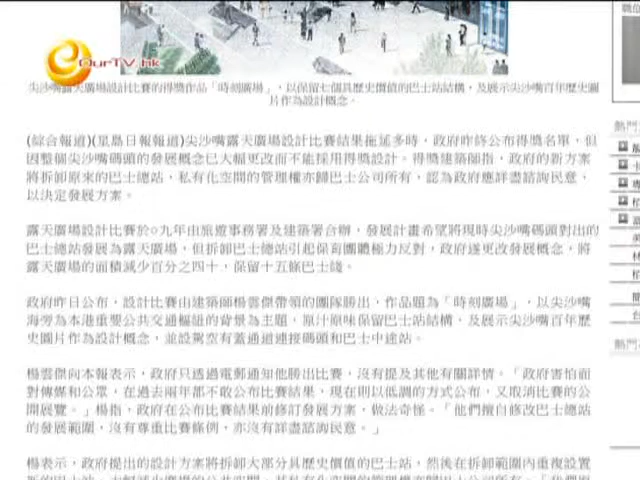 OurTV.hk
尖沙嘴露天廣場設計比賽的得獎作品「時刻廣場」，以保留七個具歷史價值的巴士站結構，及展示尖沙嘴百年歷史圖
片作為設計概念。
(綜合報道)(星島日報報道)尖沙嘴露天廣場設計比賽結果拖延多時，政府昨終公布得獎名單，但
因整個尖沙嘴碼頭的發展概念已大幅更改而不能採用得獎設計。得獎建築師指，政府的新方案
將拆卸原來的巴士總站，私有化空間的管理權亦歸巴士公司所有，認為政府應詳盡諮詢民意，
以決定發展方案。
露天廣場設計比賽於○九年由旅遊事務署及建築署合辦，發展計畫希望將現時尖沙嘴碼頭對出的
巴士總站發展為露天廣場，但拆卸巴士總站引起保育團體極力反對，政府遂更改發展概念，將
露天廣場的面積減少百分之四十，保留十五條巴士綫。
政府昨日公布，設計比賽由建築師楊雲傑帶領的團隊勝出，作品題為「時刻廣場」，以尖沙嘴
海旁為本港重要公共交通樞紐的背景為主題，原汁原味保留巴士站結構，及展示尖沙嘴百年歷
史圖片作為設計概念，並設駕空有蓋通道連接碼頭和巴士中途站。
楊雲傑向本報表示，政府只透過電郵通知他勝出比賽，沒有提及其他有關詳情。「政府害怕面
對傳媒和公眾，在過去兩年都不敢公布比賽結果，現在則以低調的方式公布，又取消比賽的公
開展覽。」楊指，政府在公布比賽結果前修訂發展方案，做法奇怪。「他們擅自修改巴士總站
的發展範圍，沒有尊重比賽條例，亦沒有詳盡諮詢民意。」
楊表示，政府提出的設計方案將拆卸大部分具歷史價值的巴士站，然後在拆卸範圍內重複設置
熱門
熱門